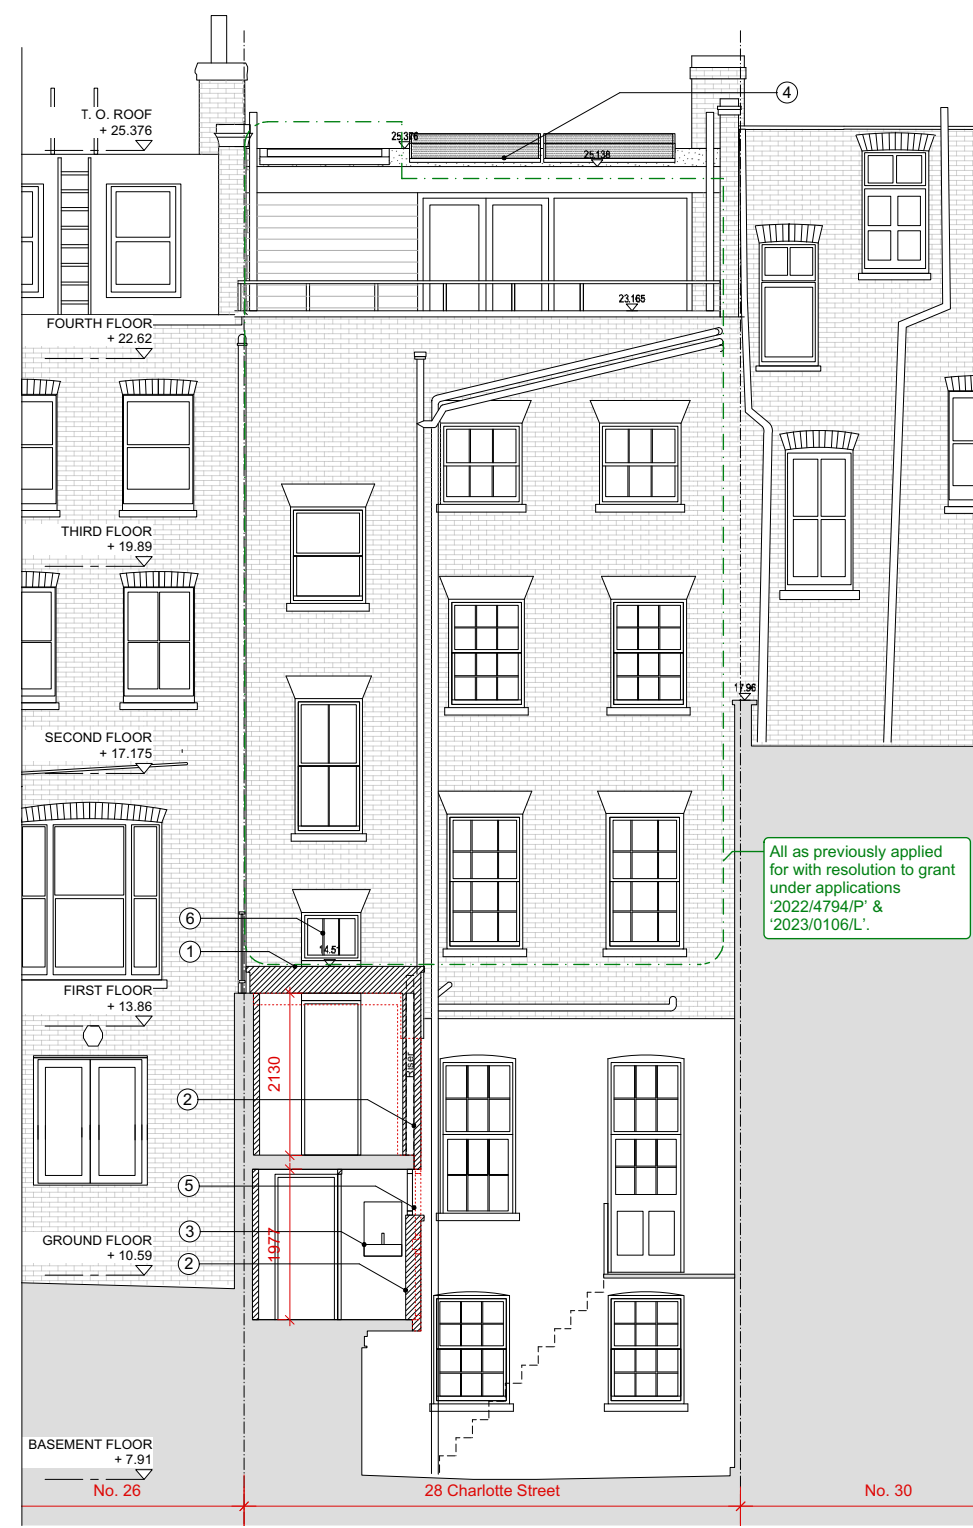 4
T. O. ROOF
+ 25.376
25.376
25.138
23.165
FOURTH FLOOR
+ 22.62
THIRD FLOOR
+ 19.89
17.96
SECOND FLOOR
+ 17.175
All as previously applied
for with resolution to grant
under applications
‘2022/4794/P’ &
‘2023/0106/L’.
6
1
14.51
FIRST FLOOR
+ 13.86
2130
Riser
2
5
3
1977
GROUND FLOOR
+ 10.59
2
BASEMENT FLOOR
+ 7.91
No. 26
28 Charlotte Street
No. 30